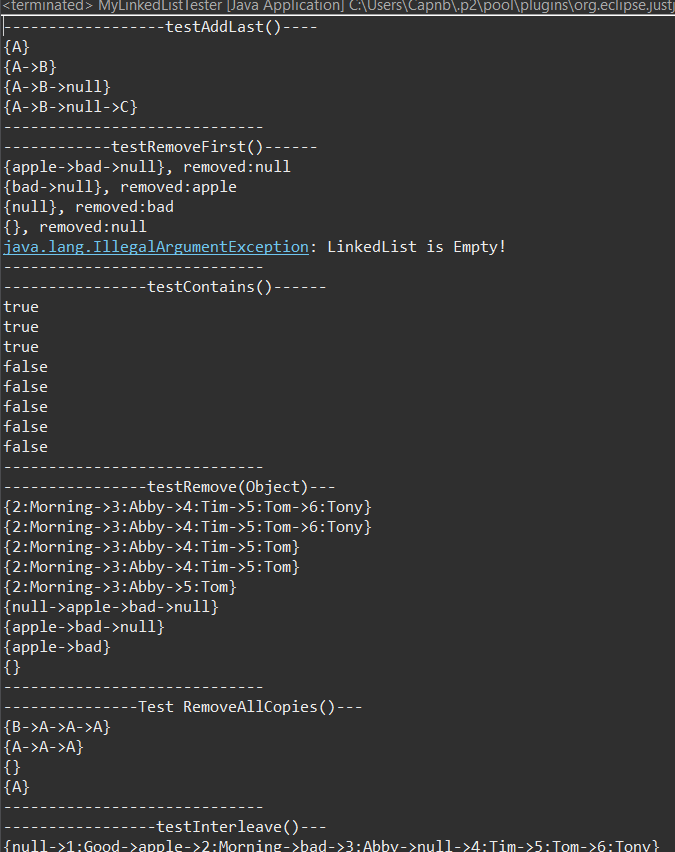 <terminated> MyLinkedListTester [Java Application] C:\Users\Capnb\.p2\pool\plugins\org.eclipse.justj
------------------testAddLast()----
{A}
{A->B}
{A->B->null}
{A->B->null->C}
-----------------------------
------------testRemoveFirst()------
{apple->bad->null}, removed:null
{bad->null}, removed:apple
{null}, removed:bad
{}, removed:null
java.lang.IllegalArgumentException: LinkedList is Empty!
-----------------------------
----------------testContains()------
true
true
true
false
false
false
false
false
-----------------------------
----------------testRemove(Object)---
{2:Morning->3:Abby->4:Tim->5:Tom->6:Tony}
{2:Morning->3:Abby->4:Tim->5:Tom->6:Tony}
{2:Morning->3:Abby->4:Tim->5:Tom}
{2:Morning->3:Abby->4:Tim->5:Tom}
{2:Morning->3:Abby->5:Tom}
{null->apple->bad->null}
{apple->bad->null}
{apple->bad}
{}
-----------------------------
---------------Test RemoveAllCopies()---
{B->A->A->A}
{A->A->A}
{}
{A}
-----------------------------
-----------------testInterleave()---
{null->1:Good->apple->2:Morning->bad->3:Abby->null->4:Tim->5:Tom->6:Tony}